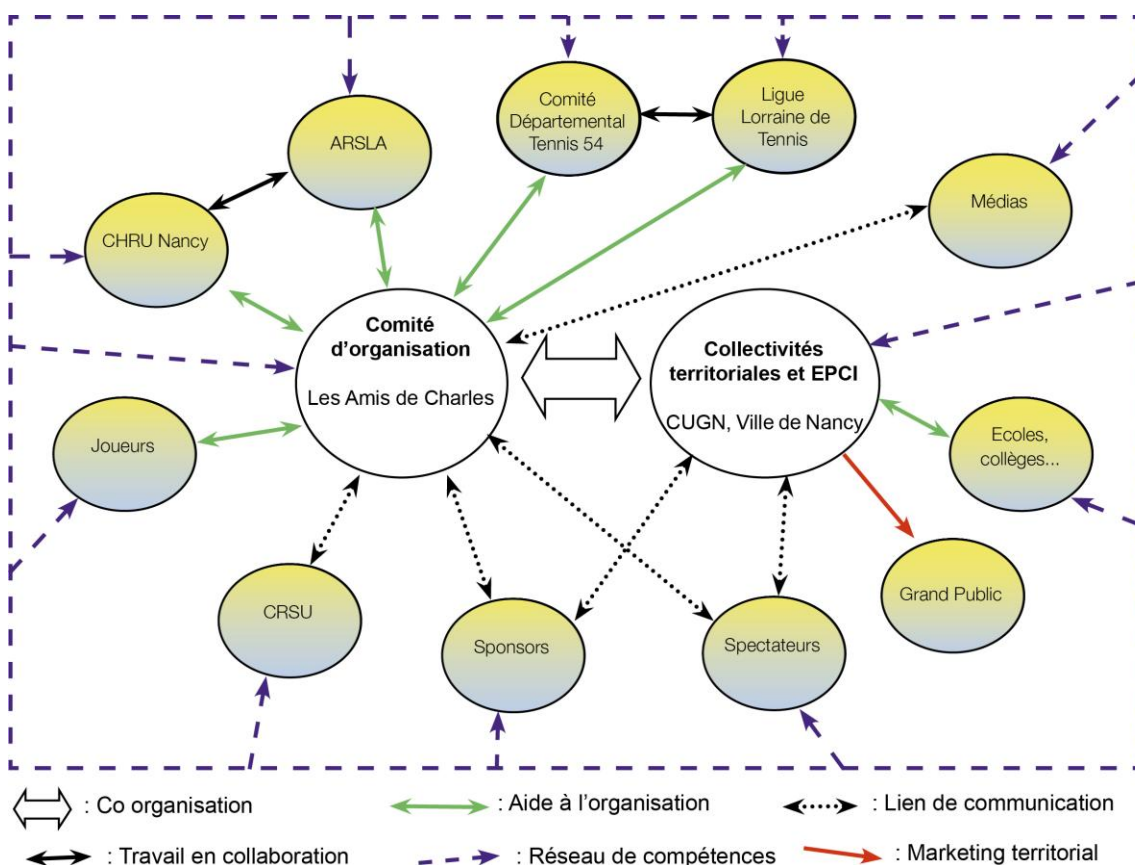 Comité
Départemental
Tennis 54
Ligue
Lorraine de
Tennis
ARSLA
Médias
CHRU Nancy
Comité
d'organisation
Les Amis de Charles
Collectivités
territoriales et EPCI
CUGN, Ville de Nancy
Joueurs
Ecoles,
collèges...
CRSU
Sponsors
Spectateurs
Grand Public
: Co organisation
: Aide à l'organisation
: Lien de communication
: Travail en collaboration
: Réseau de compétences
: Marketing territorial